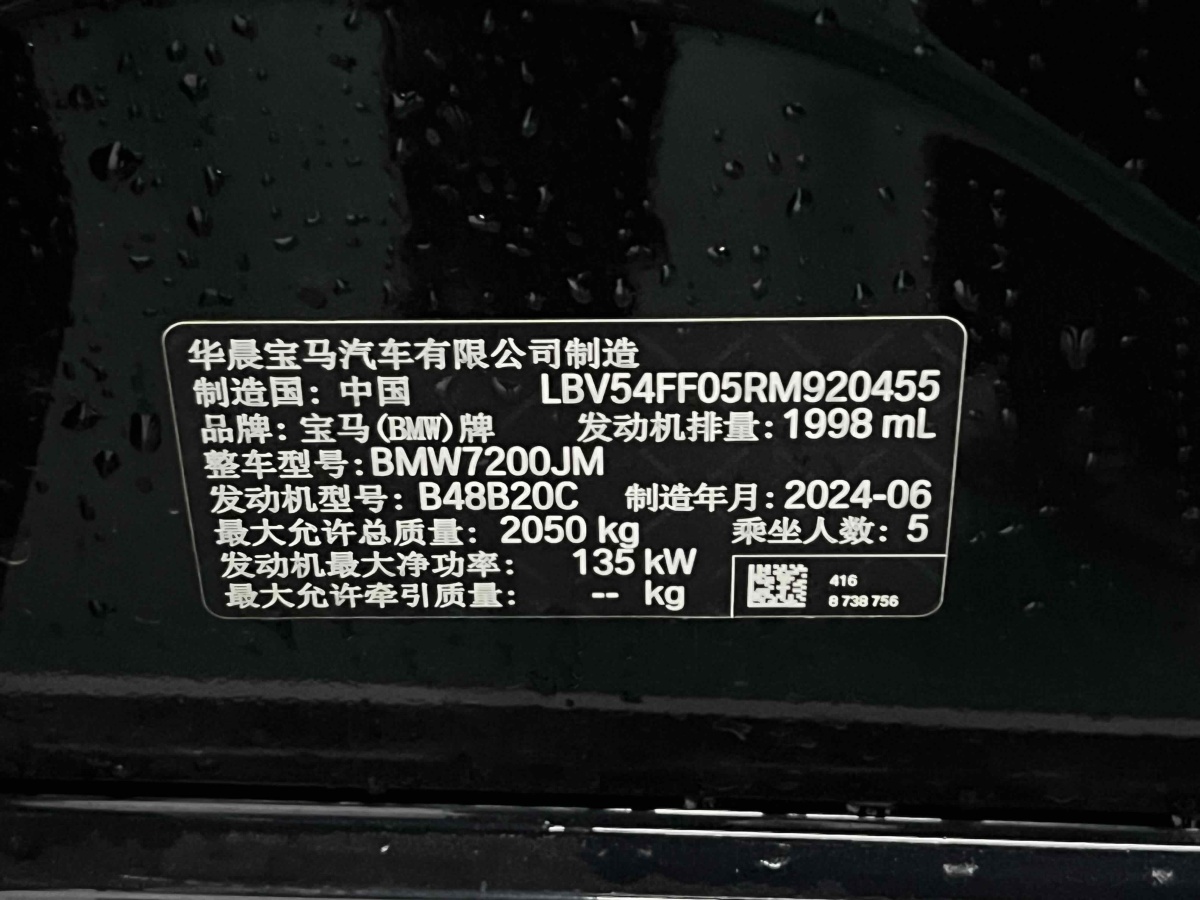 华晨宝马汽车有限公司制造
制造国: 中国 LBV54FF05RM920455
品牌: 宝马(BMW)牌 发动机排量: 1998 mL
整车型号: BMW7200JM
发动机型号: B48B20C 制造年月: 2024-06
最大允许总质量: 2050 kg 乘坐人数: 5
发动机最大净功率: 135 kW
最大允许牵引质量: -- kg
416
8 738 756